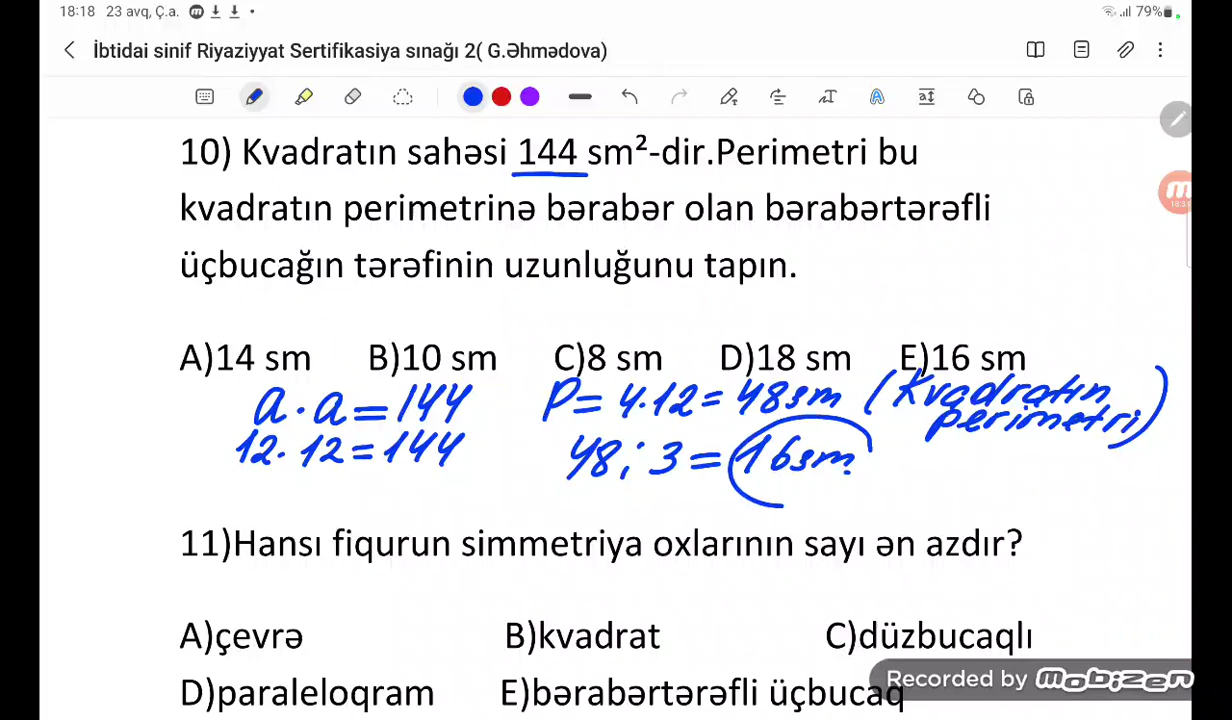 18:18 23 avq, Ç.a.
79%
İbtidai sinif Riyaziyyat Sertifikasiya sınağı 2( G.Əhmədova)
10) Kvadratın sahəsi 144 sm²-dir.Perimetri bu
kvadratın perimetrinə bərabər olan bərabərtərəfli
üçbucağın tərəfinin uzunluğunu tapın.
A)14 sm B)10 sm C)8 sm D)18 sm E)16 sm
a · a = 144 P = 4·12 = 48sm (Kvadratın
perimetri)
12 · 12 = 144 48 : 3 = 16sm
11)Hansı fiqurun simmetriya oxlarının sayı ən azdır?
A)çevrə B)kvadrat C)düzbucaqlı
D)paraleloqram E)bərabərtərəfli üçbucaq
Recorded by mobizen